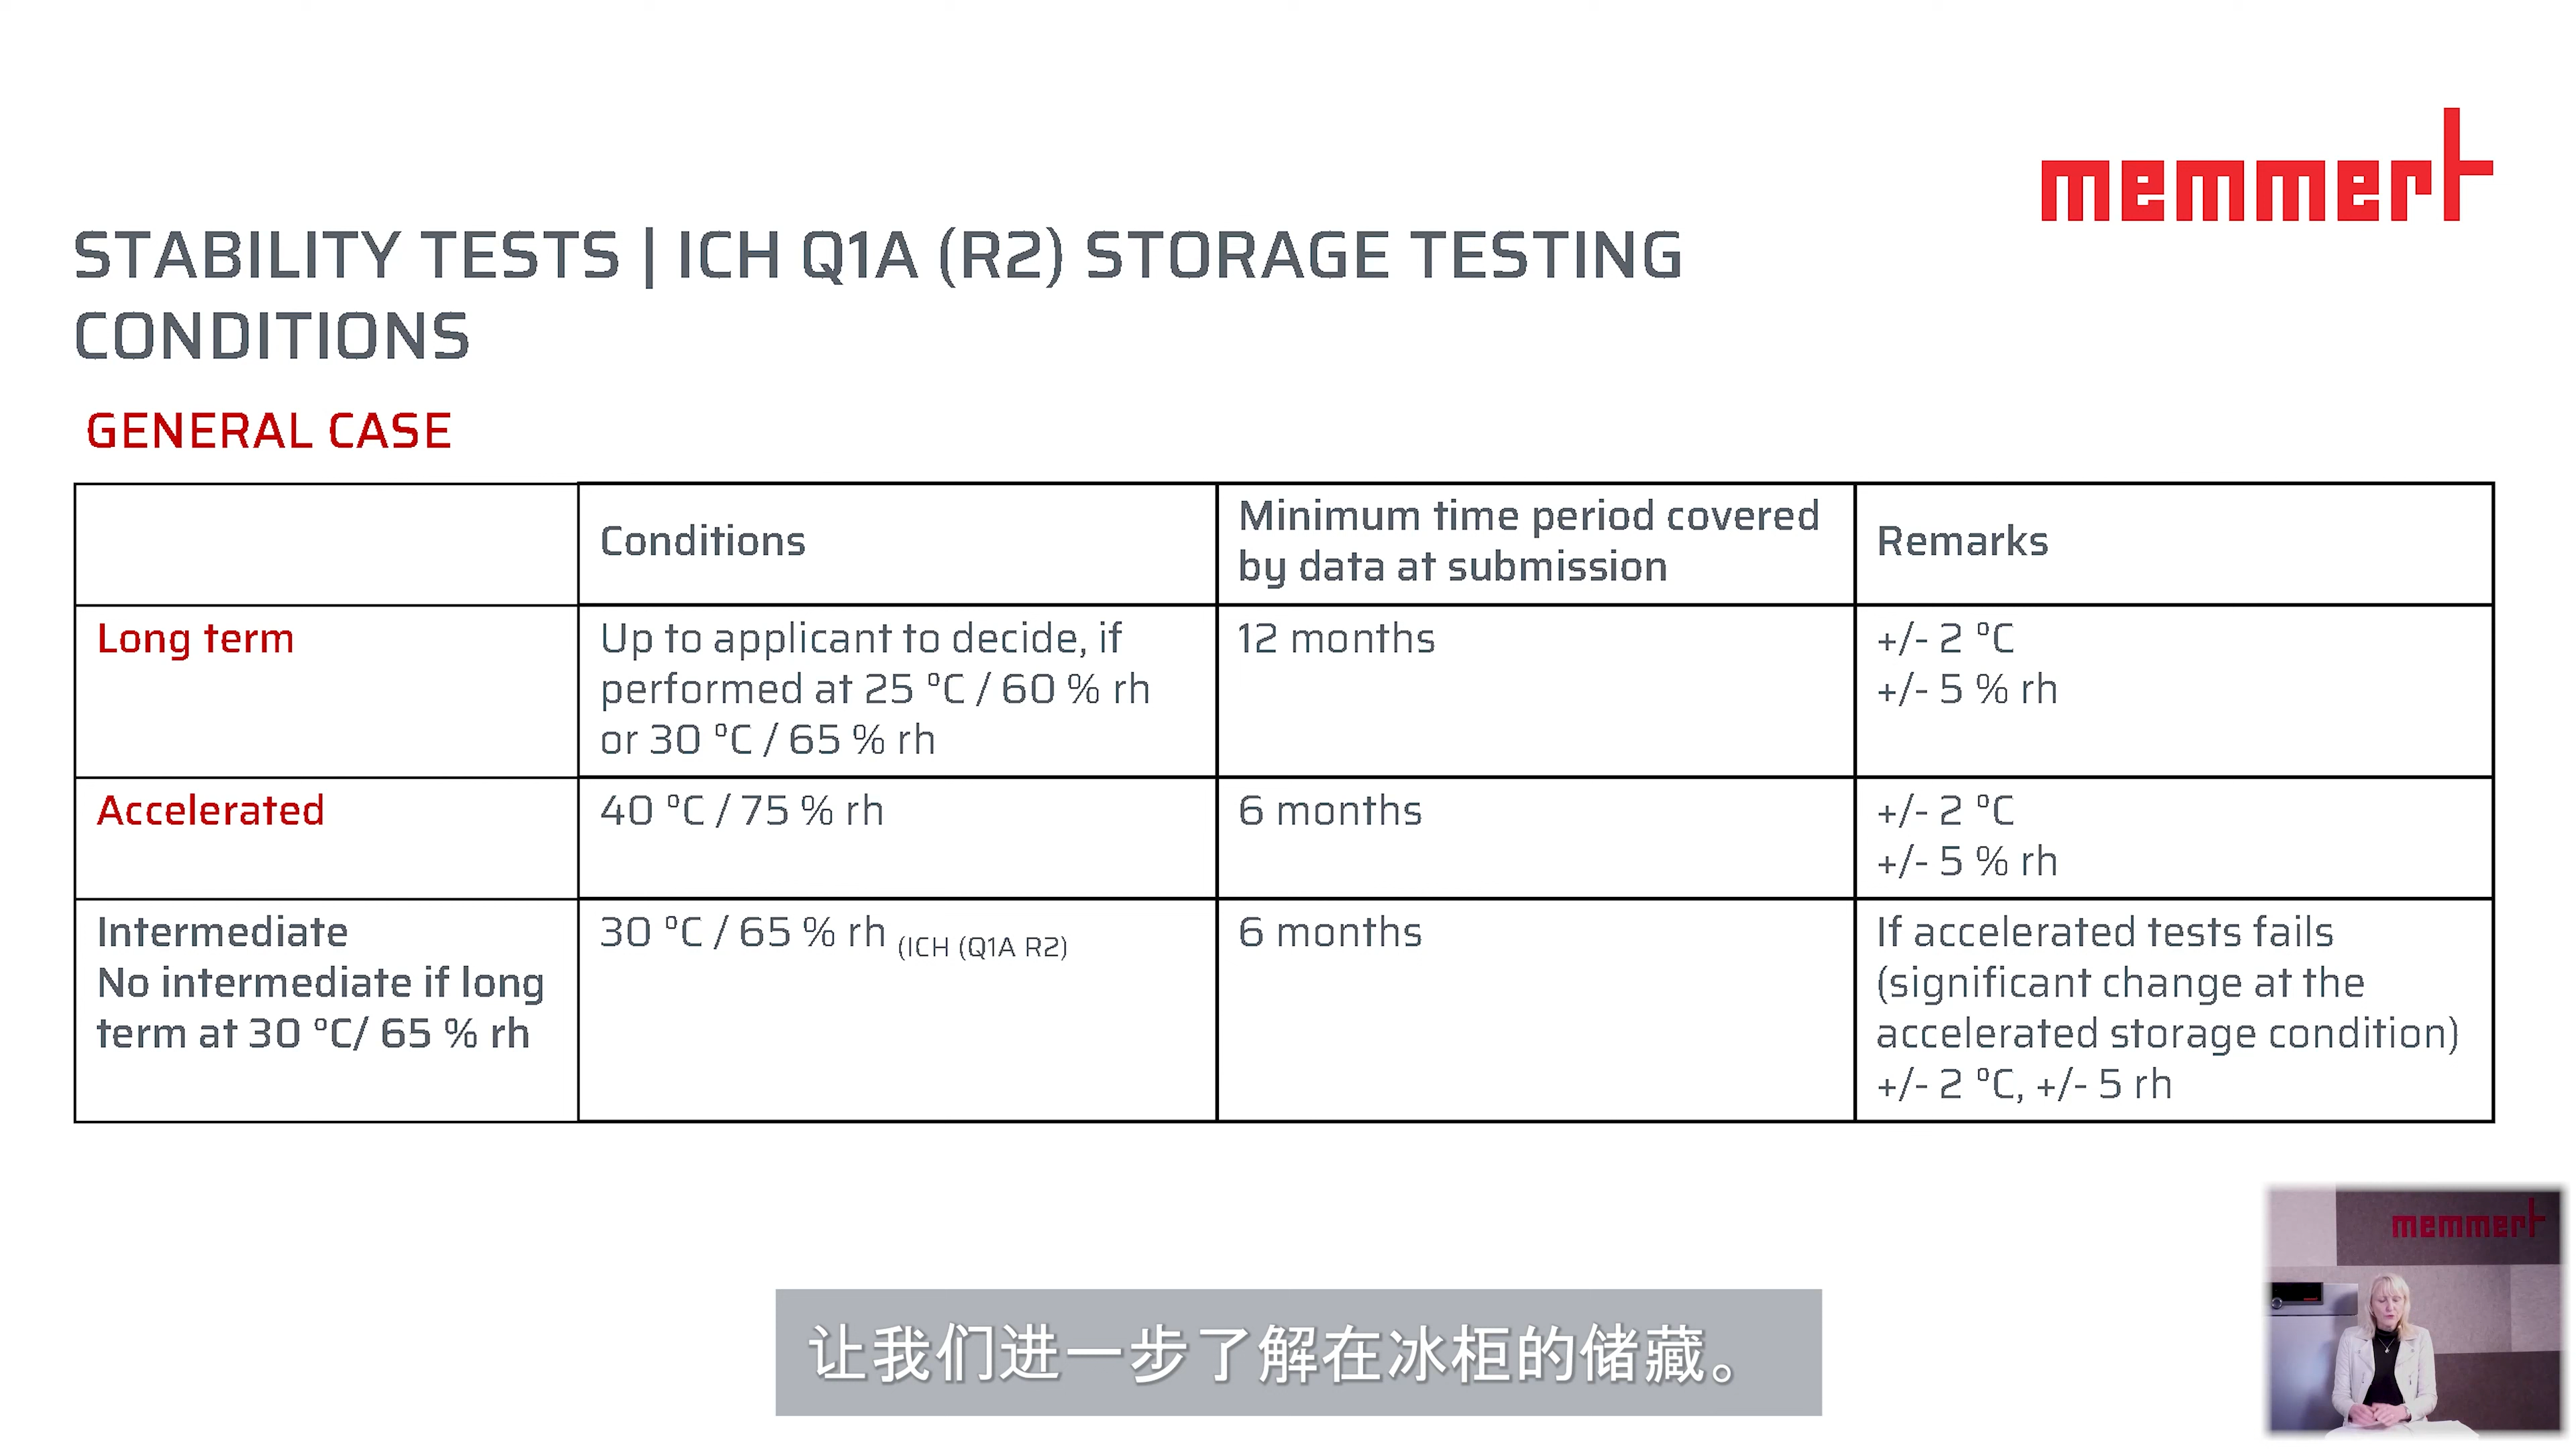 memmert
STABILITY TESTS | ICH Q1A (R2) STORAGE TESTING
CONDITIONS
GENERAL CASE
Conditions
Minimum time period covered
by data at submission
Remarks
Long term
Up to applicant to decide, if
performed at 25 °C / 60 % rh
or 30 °C / 65 % rh
12 months
+/- 2 °C
+/- 5 % rh
Accelerated
40 °C / 75 % rh
6 months
+/- 2 °C
+/- 5 % rh
Intermediate
No intermediate if long
term at 30 °C/ 65 % rh
30 °C / 65 % rh (ICH (Q1A R2)
6 months
If accelerated tests fails
(significant change at the
accelerated storage condition)
+/- 2 °C, +/- 5 rh
memmert
让我们进一步了解在冰柜的储藏。